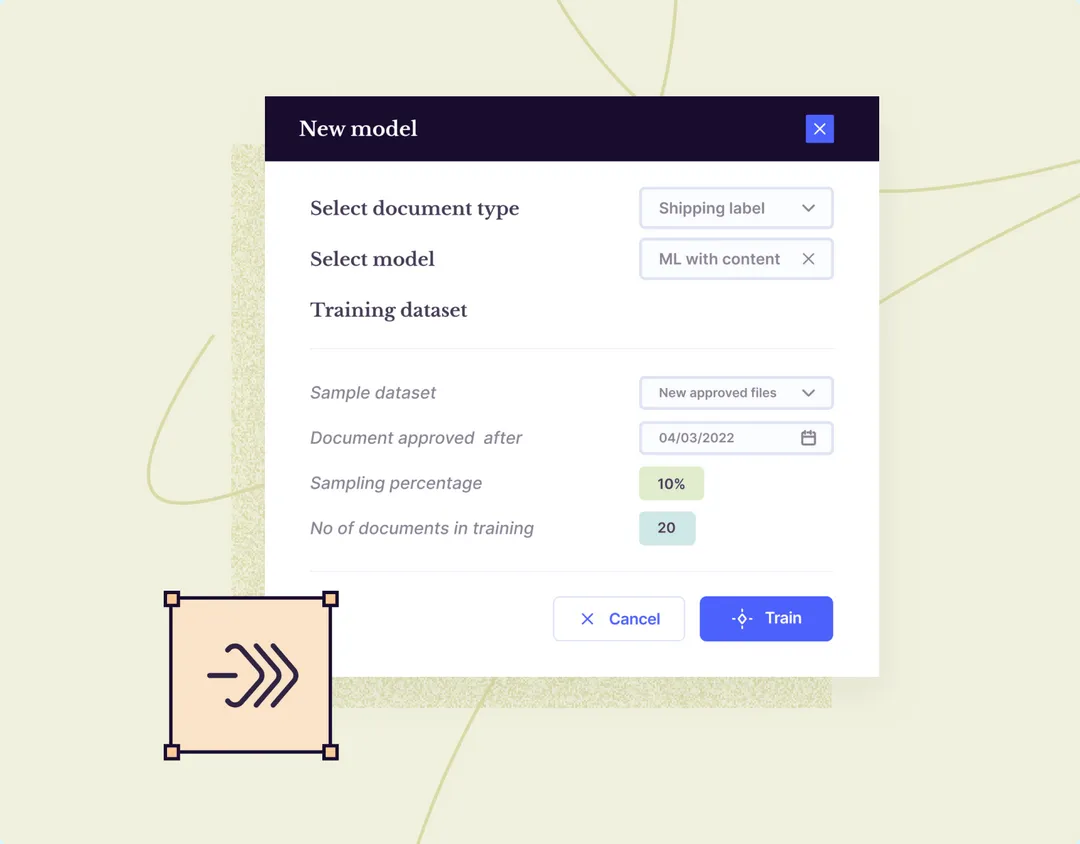 New model
Select document type Shipping label
Select model ML with content
Training dataset
Sample dataset New approved files
Document approved after 04/03/2022
Sampling percentage 10%
No of documents in training 20
Cancel Train